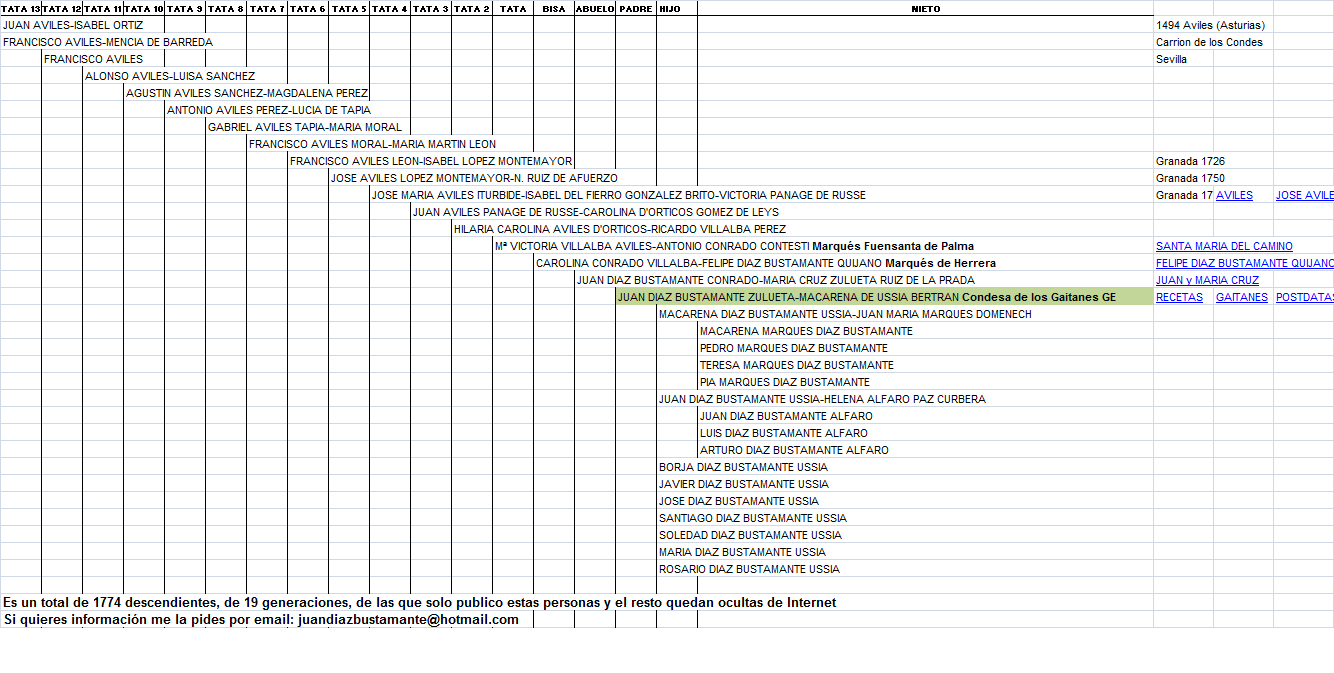 TATA 13 TATA 12 TATA 11 TATA 10 TATA 9 TATA 8 TATA 7 TATA 6 TATA 5 TATA 4 TATA 3 TATA 2 TATA BISA ABUELO PADRE HIJO NIETO
JUAN AVILES-ISABEL ORTIZ 1494 Aviles (Asturias)
FRANCISCO AVILES-MENCIA DE BARREDA Carrion de los Condes
FRANCISCO AVILES Sevilla
ALONSO AVILES-LUISA SANCHEZ
AGUSTIN AVILES SANCHEZ-MAGDALENA PEREZ
ANTONIO AVILES PEREZ-LUCIA DE TAPIA
GABRIEL AVILES TAPIA-MARIA MORAL
FRANCISCO AVILES MORAL-MARIA MARTIN LEON
FRANCISCO AVILES LEON-ISABEL LOPEZ MONTEMAYOR Granada 1726
JOSE AVILES LOPEZ MONTEMAYOR-N. RUIZ DE AFUERZO Granada 1750
JOSE MARIA AVILES ITURBIDE-ISABEL DEL FIERRO GONZALEZ BRITO-VICTORIA PANAGE DE RUSSE Granada 17 AVILES JOSE AVILE
JUAN AVILES PANAGE DE RUSSE-CAROLINA D'ORTICOS GOMEZ DE LEYS
HILARIA CAROLINA AVILES D'ORTICOS-RICARDO VILLALBA PEREZ
Mª VICTORIA VILLALBA AVILES-ANTONIO CONRADO CONTESTI Marqués Fuensanta de Palma SANTA MARIA DEL CAMINO
CAROLINA CONRADO VILLALBA-FELIPE DIAZ BUSTAMANTE QUIJANO Marqués de Herrera FELIPE DIAZ BUSTAMANTE QUIJANO
JUAN DIAZ BUSTAMANTE CONRADO-MARIA CRUZ ZULUETA RUIZ DE LA PRADA JUAN y MARIA CRUZ
JUAN DIAZ BUSTAMANTE ZULUETA-MACARENA DE USSIA BERTRAN Condesa de los Gaitanes GE RECETAS GAITANES POSTDATAS
MACARENA DIAZ BUSTAMANTE USSIA-JUAN MARIA MARQUES DOMENECH
MACARENA MARQUES DIAZ BUSTAMANTE
PEDRO MARQUES DIAZ BUSTAMANTE
TERESA MARQUES DIAZ BUSTAMANTE
PIA MARQUES DIAZ BUSTAMANTE
JUAN DIAZ BUSTAMANTE USSIA-HELENA ALFARO PAZ CURBERA
JUAN DIAZ BUSTAMANTE ALFARO
LUIS DIAZ BUSTAMANTE ALFARO
ARTURO DIAZ BUSTAMANTE ALFARO
BORJA DIAZ BUSTAMANTE USSIA
JAVIER DIAZ BUSTAMANTE USSIA
JOSE DIAZ BUSTAMANTE USSIA
SANTIAGO DIAZ BUSTAMANTE USSIA
SOLEDAD DIAZ BUSTAMANTE USSIA
MARIA DIAZ BUSTAMANTE USSIA
ROSARIO DIAZ BUSTAMANTE USSIA
Es un total de 1774 descendientes, de 19 generaciones, de las que solo publico estas personas y el resto quedan ocultas de Internet
Si quieres información me la pides por email: juandiazbustamante@hotmail.com